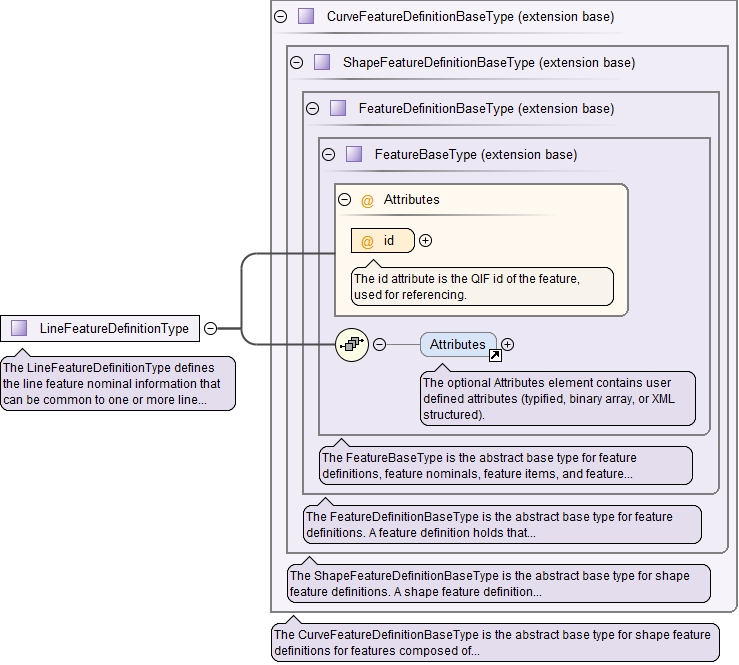 CurveFeatureDefinitionBaseType (extension base)
ShapeFeatureDefinitionBaseType (extension base)
FeatureDefinitionBaseType (extension base)
FeatureBaseType (extension base)
@ Attributes
@ id
The id attribute is the QIF id of the feature,
used for referencing.
LineFeatureDefinitionType
The LineFeatureDefinitionType defines
the line feature nominal information that
can be common to one or more line...
Attributes
The optional Attributes element contains user
defined attributes (typified, binary array, or XML
structured).
The FeatureBaseType is the abstract base type for feature
definitions, feature nominals, feature items, and feature...
The FeatureDefinitionBaseType is the abstract base type for feature
definitions. A feature definition holds that...
The ShapeFeatureDefinitionBaseType is the abstract base type for shape
feature definitions. A shape feature definition...
The CurveFeatureDefinitionBaseType is the abstract base type for shape feature
definitions for features composed of...